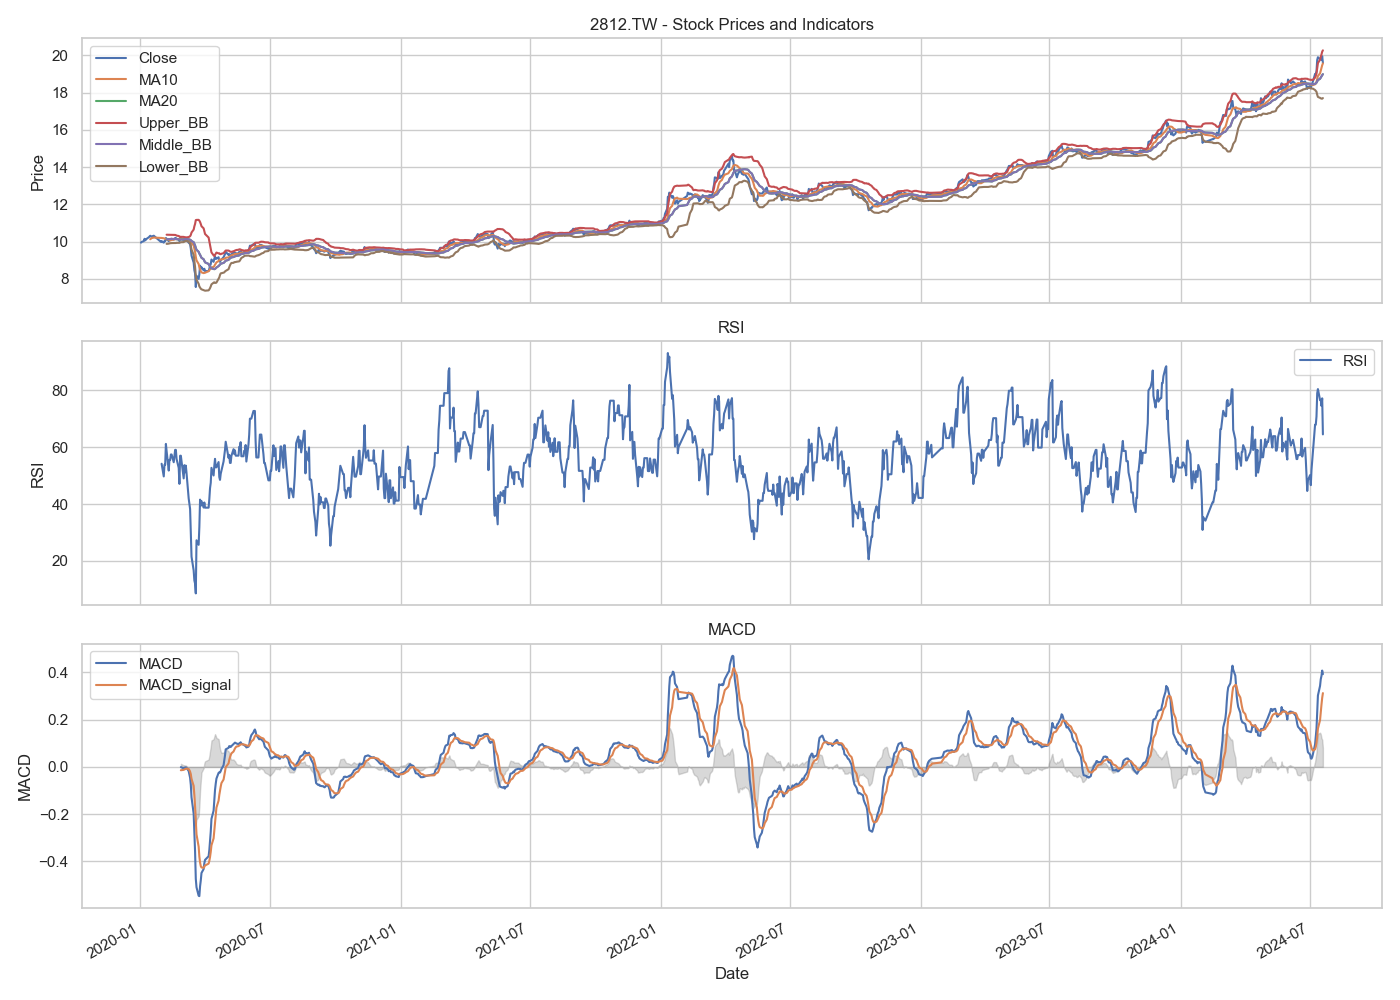 2812.TW - Stock Prices and Indicators
Close
MA10
MA20
Upper_BB
Middle_BB
Lower_BB
20
18
16
14
12
10
8
Price
RSI
RSI
80
60
40
20
RSI
MACD
MACD
MACD_signal
0.4
0.2
0.0
−0.2
−0.4
MACD
2020-01
2020-07
2021-01
2021-07
2022-01
2022-07
2023-01
2023-07
2024-01
2024-07
Date